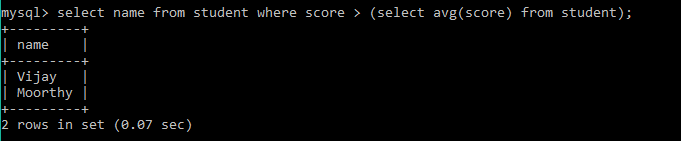 mysql> select name from student where score > (select avg(score) from student);
+---------+
| name    |
+---------+
| Vijay   |
| Moorthy |
+---------+
2 rows in set (0.07 sec)